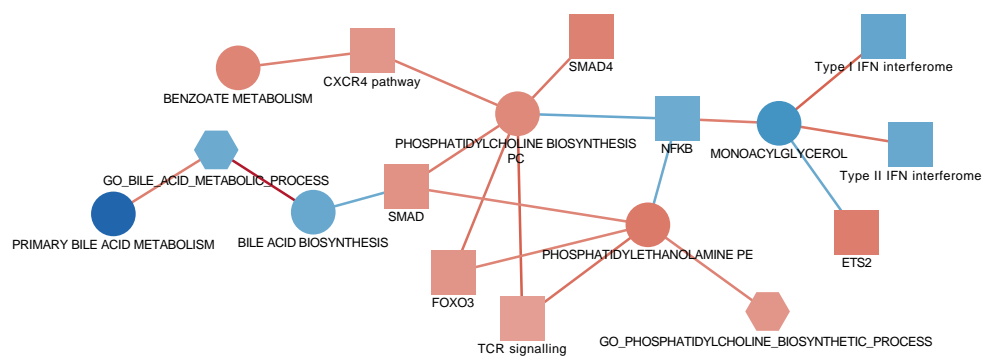 Type I IFN interferome
SMAD4
CXCR4 pathway
BENZOATE METABOLISM
PHOSPHATIDYLCHOLINE BIOSYNTHESIS
PC
NFKB
MONOACYLGLYCEROL
Type II IFN interferome
GO_BILE_ACID_METABOLIC_PROCESS
SMAD
PRIMARY BILE ACID METABOLISM
BILE ACID BIOSYNTHESIS
PHOSPHATIDYLETHANOLAMINE PE
ETS2
FOXO3
TCR signalling
GO_PHOSPHATIDYLCHOLINE_BIOSYNTHETIC_PROCESS